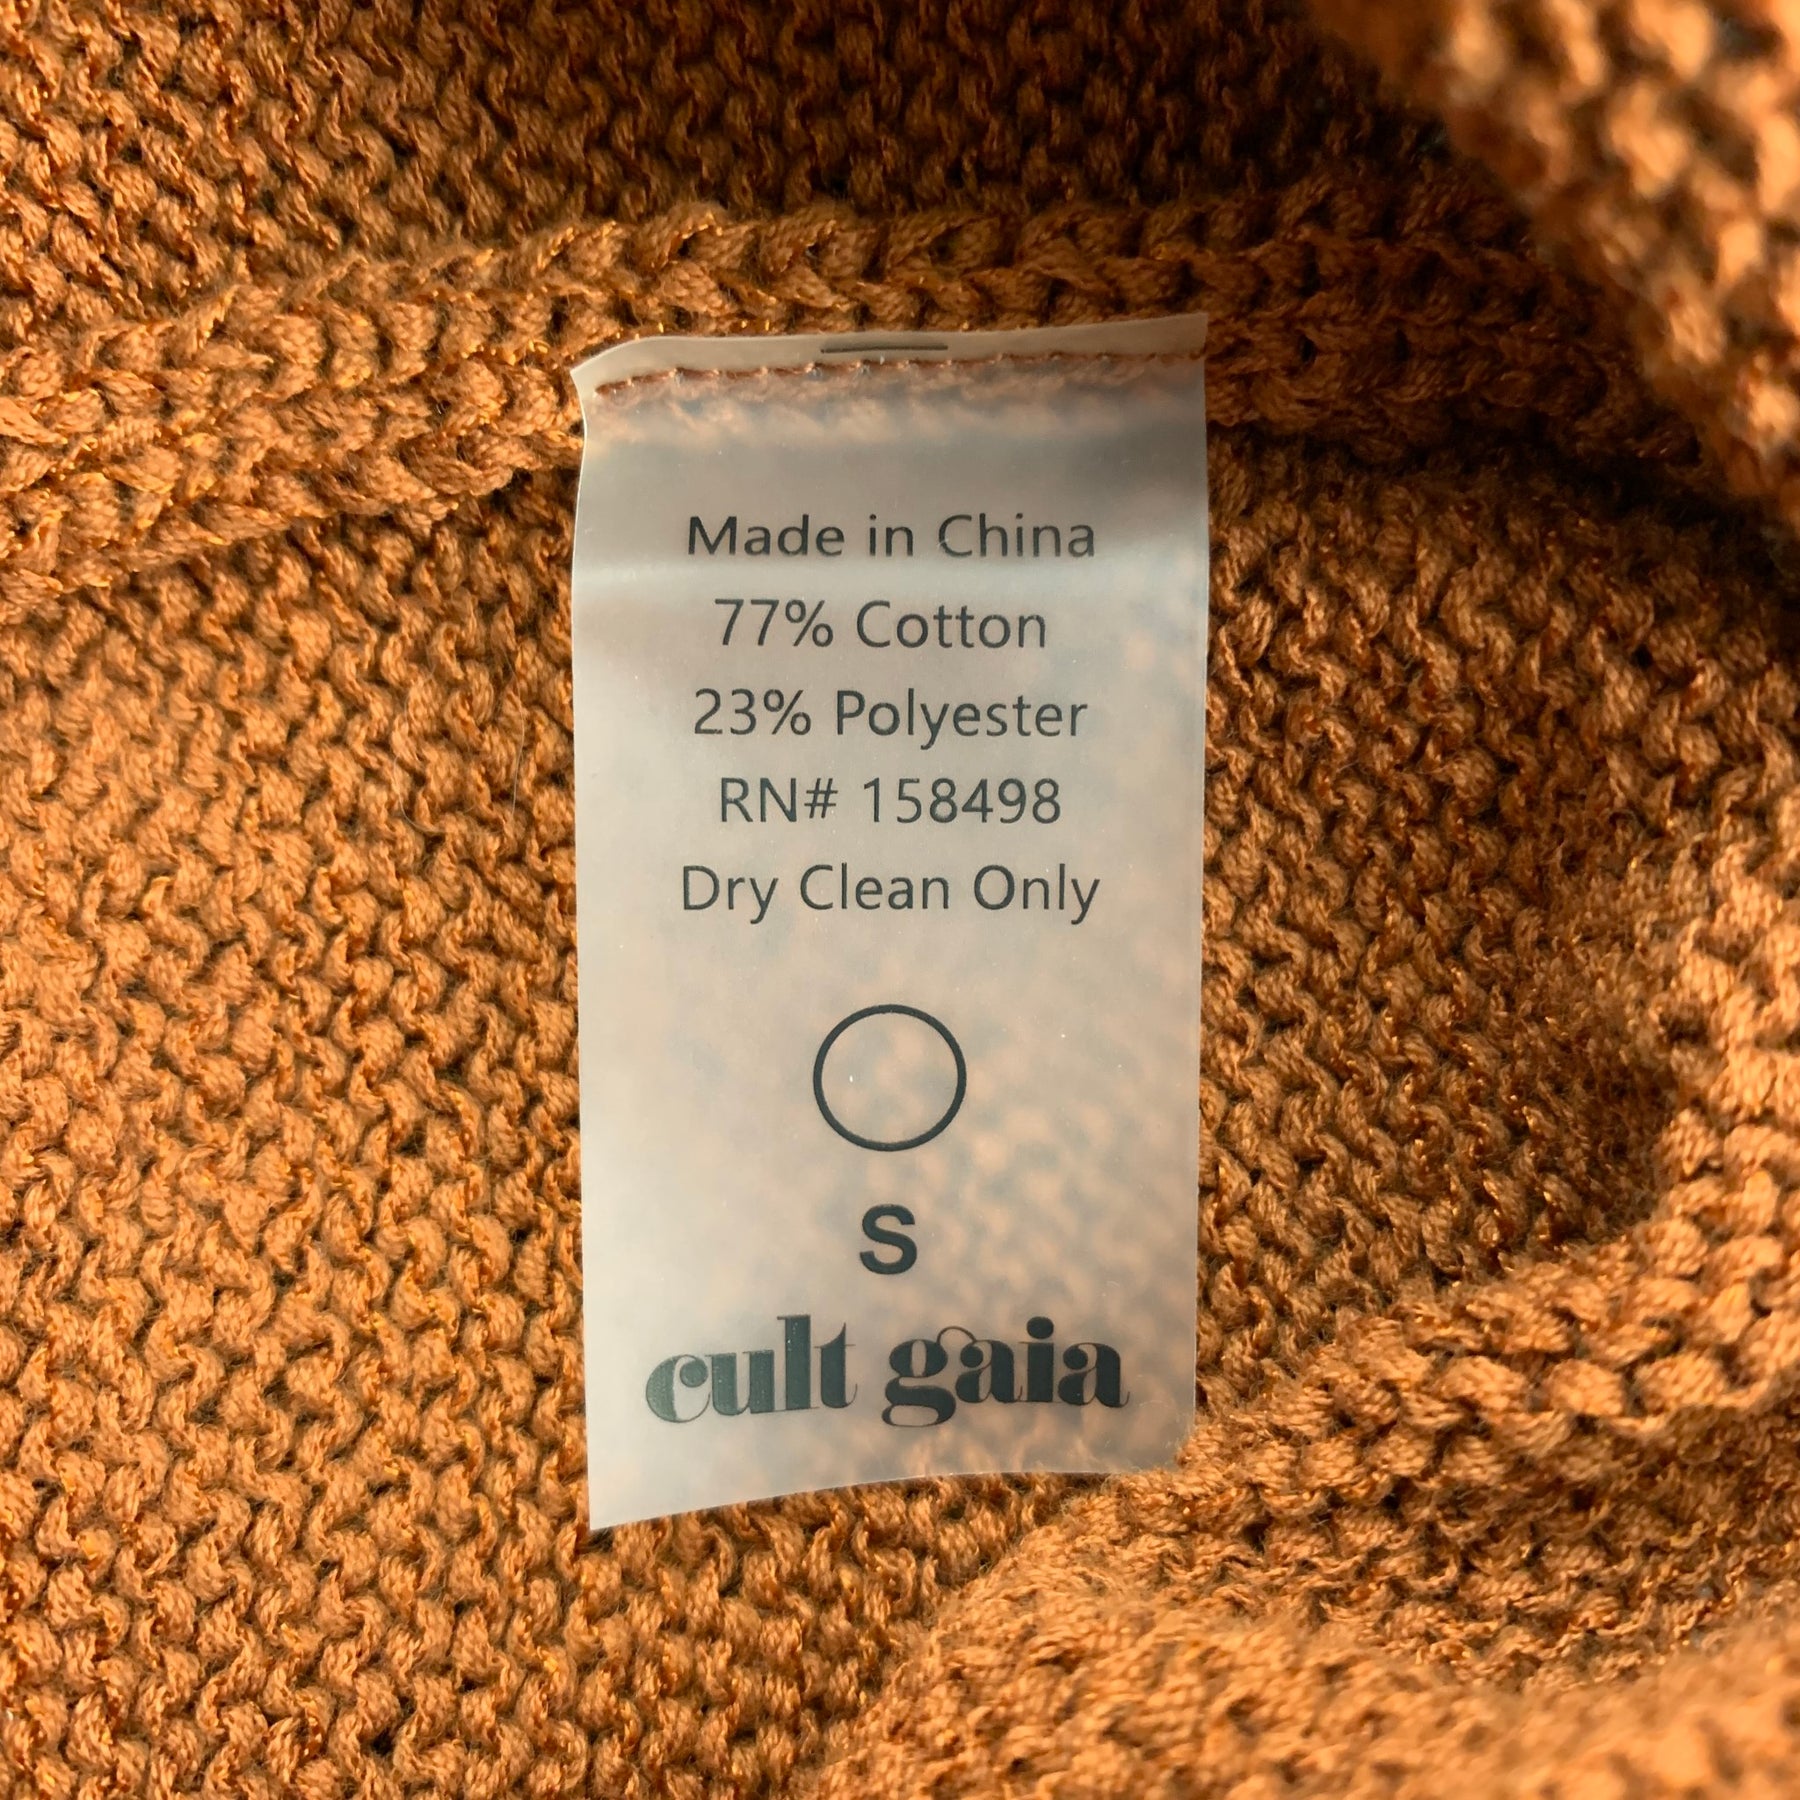 Made in China
77% Cotton
23% Polyester
RN# 158498
Dry Clean Only
S
cult gaia